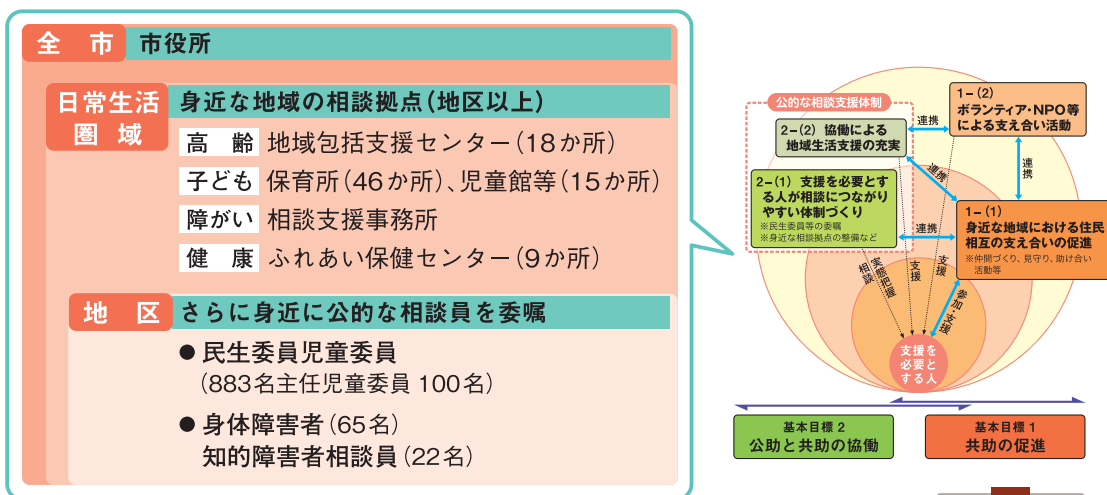 全 市 市役所
日常生活
圏 域
身近な地域の相談拠点(地区以上)
高 齢 地域包括支援センター(18か所)
子ども 保育所(46か所)、児童館等(15か所)
障がい 相談支援事務所
健 康 ふれあい保健センター(9か所)
地 区 さらに身近に公的な相談員を委嘱
● 民生委員児童委員
(883名主任児童委員 100名)
● 身体障害者(65名)
知的障害者相談員(22名)
公的な相談支援体制
2−(2) 協働による
地域生活支援の充実
連携
1−(2)
ボランティア・NPO等
による支え合い活動
連携
連携
2−(1) 支援を必要とす
る人が相談につながり
やすい体制づくり
※民生委員等の委嘱
※身近な相談拠点の整備など
連携
1−(1)
身近な地域における住民
相互の支え合いの促進
※仲間づくり、見守り、助け合い
活動等
相談
実態把握
支援
支援
参加・支援
支援を
必要と
する人
基本目標 2
公助と共助の協働
基本目標 1
共助の促進